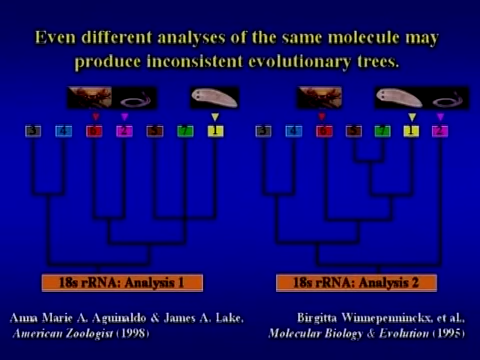 Even different analyses of the same molecule may
produce inconsistent evolutionary trees.
3 4 6 2 5 7 1
3 4 6 5 7 1 2
18s rRNA: Analysis 1
18s rRNA: Analysis 2
Anna Marie A. Aguinaldo & James A. Lake,
American Zoologist (1998)
Birgitta Winnepenninckx, et al.,
Molecular Biology & Evolution (1995)